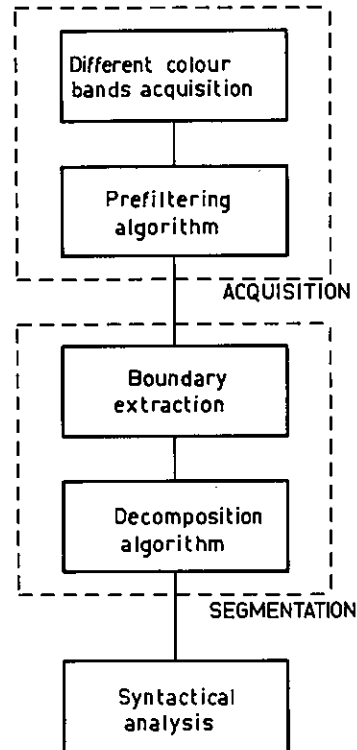 Different colour
bands acquisition
Prefiltering
algorithm
ACQUISITION
Boundary
extraction
Decomposition
algorithm
SEGMENTATION
Syntactical
analysis